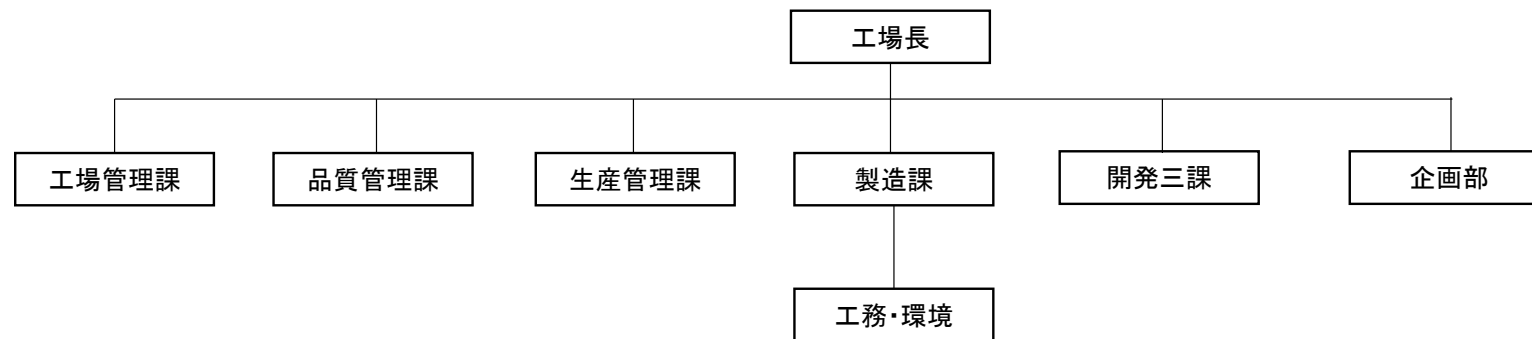 工場長
工場管理課
品質管理課
生産管理課
製造課
開発三課
企画部
工務・環境